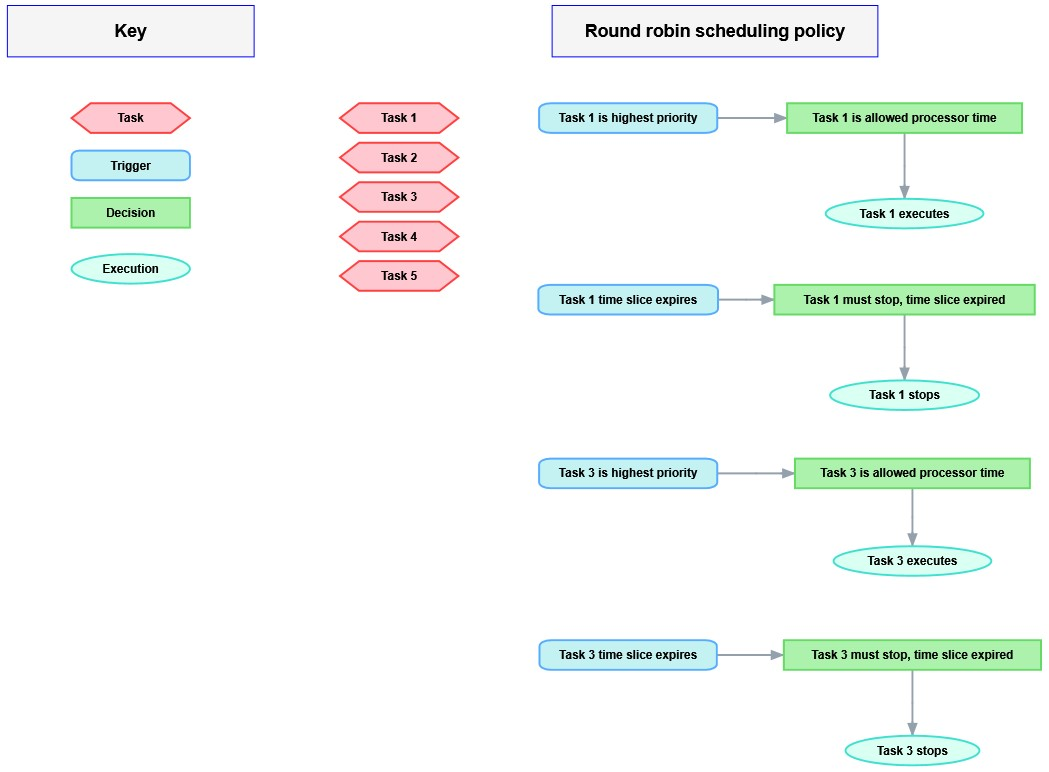 Key
Round robin scheduling policy
Task
Trigger
Decision
Execution
Task 1
Task 2
Task 3
Task 4
Task 5
Task 1 is highest priority
Task 1 is allowed processor time
Task 1 executes
Task 1 time slice expires
Task 1 must stop, time slice expired
Task 1 stops
Task 3 is highest priority
Task 3 is allowed processor time
Task 3 executes
Task 3 time slice expires
Task 3 must stop, time slice expired
Task 3 stops